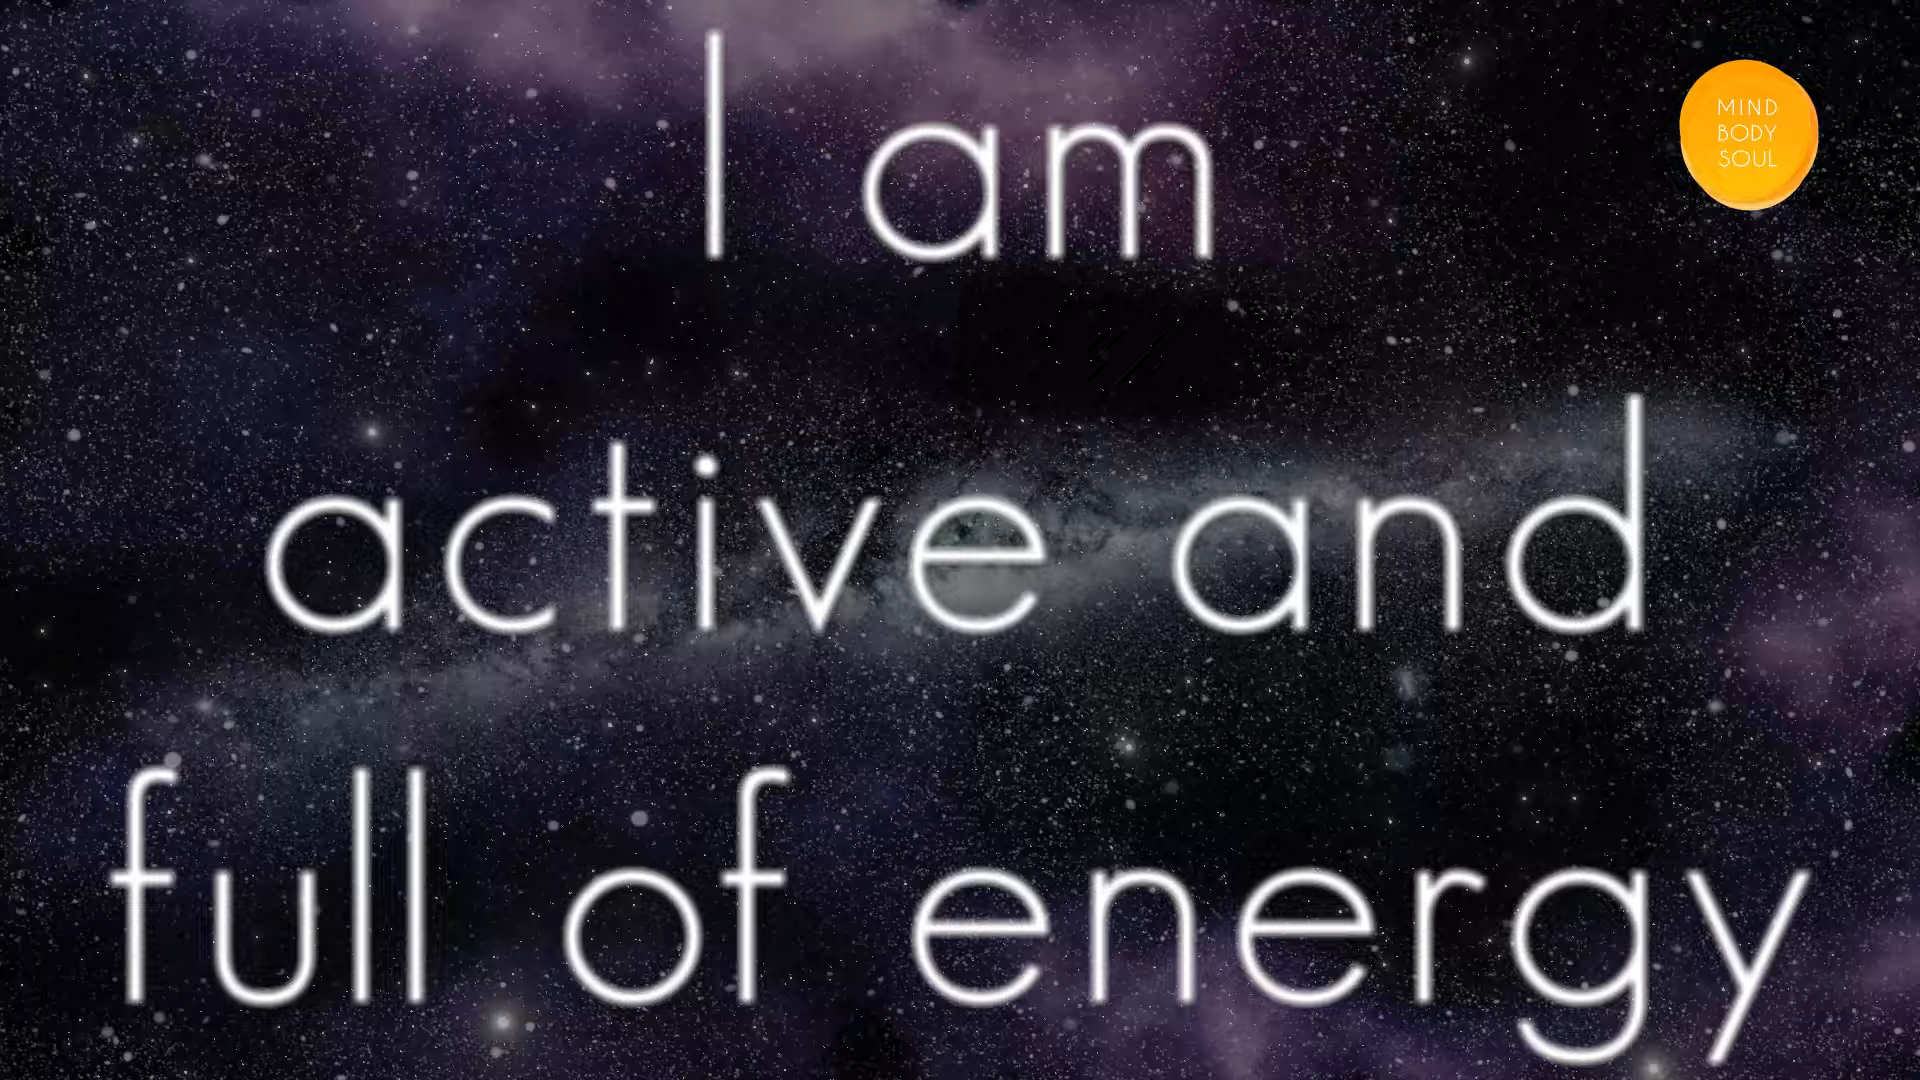 I am
active and
full of energy
MIND
BODY
SOUL